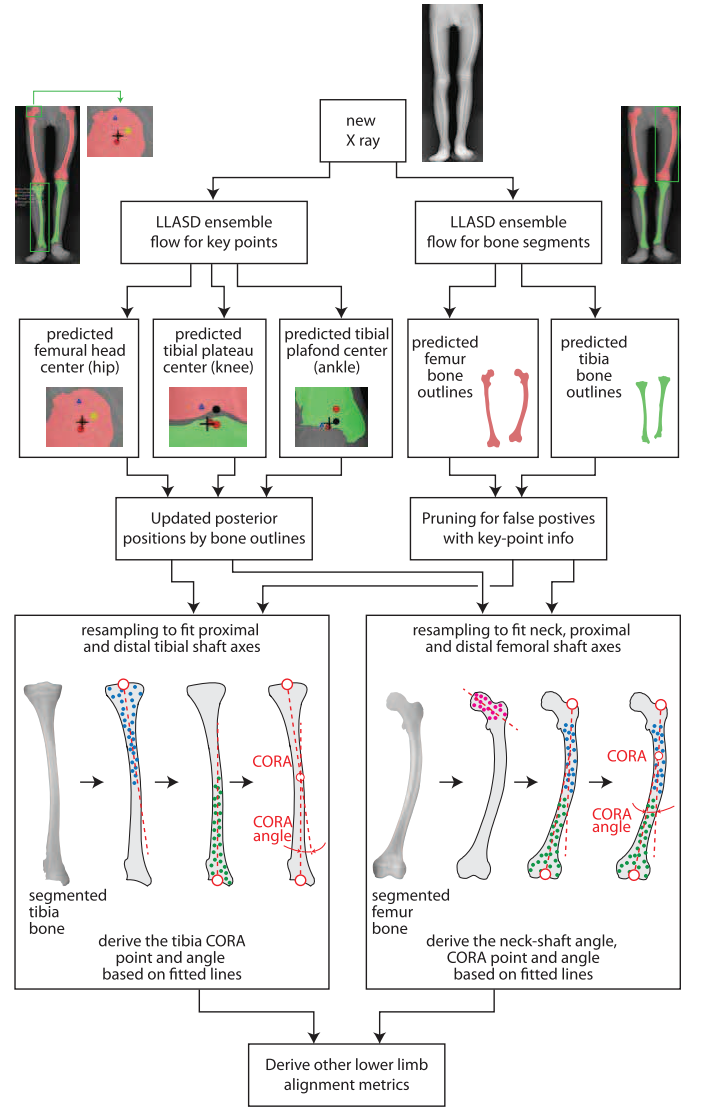 new
X ray
LLASD ensemble
flow for key points
LLASD ensemble
flow for bone segments
predicted
femural head
center (hip)
predicted
tibial plateau
center (knee)
predicted tibial
plafond center
(ankle)
predicted
femur
bone
outlines
predicted
tibia
bone
outlines
Updated posterior
positions by bone outlines
Pruning for false postives
with key-point info
resampling to fit proximal
and distal tibial shaft axes
CORA
CORA
angle
segmented
tibia
bone
derive the tibia CORA
point and angle
based on fitted lines
resampling to fit neck, proximal
and distal femoral shaft axes
CORA
CORA
angle
segmented
femur
bone
derive the neck-shaft angle,
CORA point and angle
based on fitted lines
Derive other lower limb
alignment metrics